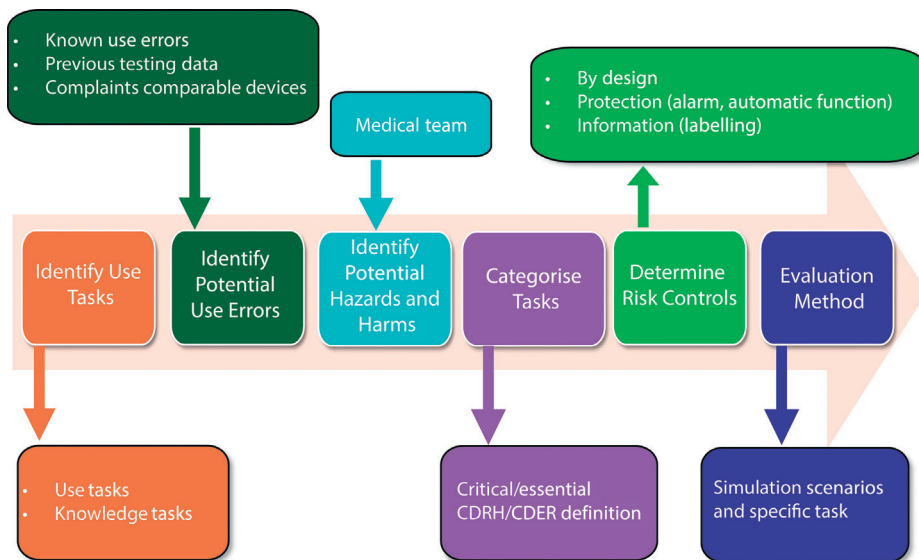 • Known use errors
• Previous testing data
• Complaints comparable devices
Medical team
• By design
• Protection (alarm, automatic function)
• Information (labelling)
Identify Use
Tasks
Identify
Potential
Use Errors
Identify
Potential
Hazards and
Harms
Categorise
Tasks
Determine
Risk Controls
Evaluation
Method
• Use tasks
• Knowledge tasks
Critical/essential
CDRH/CDER definition
Simulation scenarios
and specific task